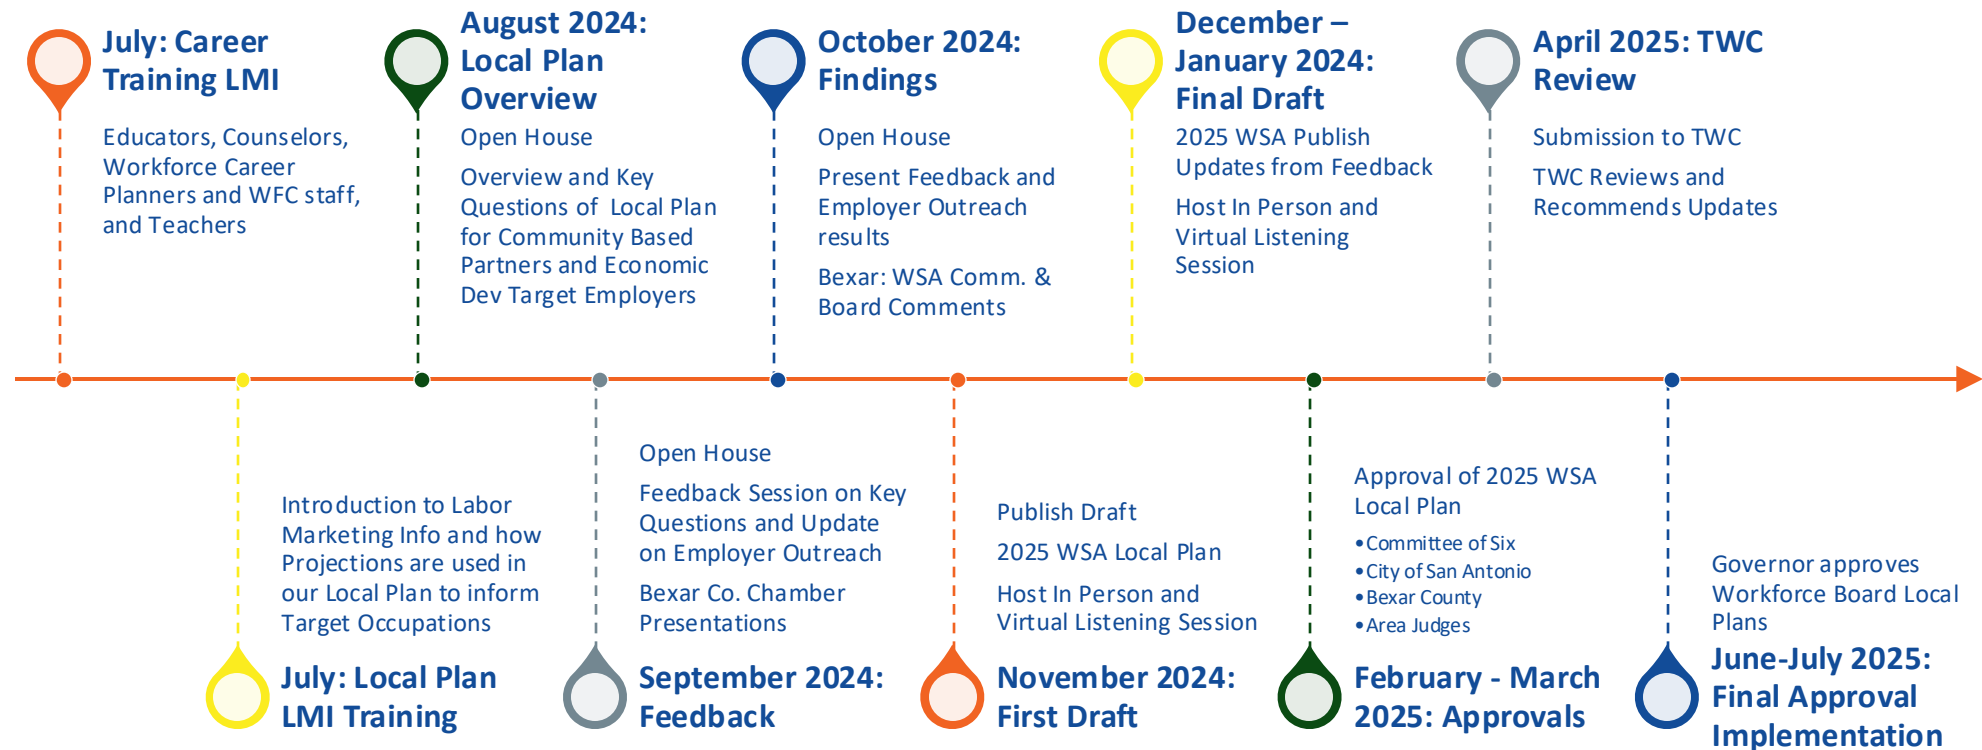 July: Career
Training LMI
Educators, Counselors,
Workforce Career
Planners and WFC staff,
and Teachers
Introduction to Labor
Marketing Info and how
Projections are used in
our Local Plan to inform
Target Occupations
July: Local Plan
LMI Training
August 2024:
Local Plan
Overview
Open House
Overview and Key
Questions of Local Plan
for Community Based
Partners and Economic
Dev Target Employers
Open House
Feedback Session on Key
Questions and Update
on Employer Outreach
Bexar Co. Chamber
Presentations
September 2024:
Feedback
October 2024:
Findings
Open House
Present Feedback and
Employer Outreach
results
Bexar: WSA Comm. &
Board Comments
Publish Draft
2025 WSA Local Plan
Host In Person and
Virtual Listening Session
November 2024:
First Draft
December –
January 2024:
Final Draft
2025 WSA Publish
Updates from Feedback
Host In Person and
Virtual Listening
Session
Approval of 2025 WSA
Local Plan
•Committee of Six
•City of San Antonio
•Bexar County
•Area Judges
February - March
2025: Approvals
April 2025: TWC
Review
Submission to TWC
TWC Reviews and
Recommends Updates
Governor approves
Workforce Board Local
Plans
June-July 2025:
Final Approval
Implementation